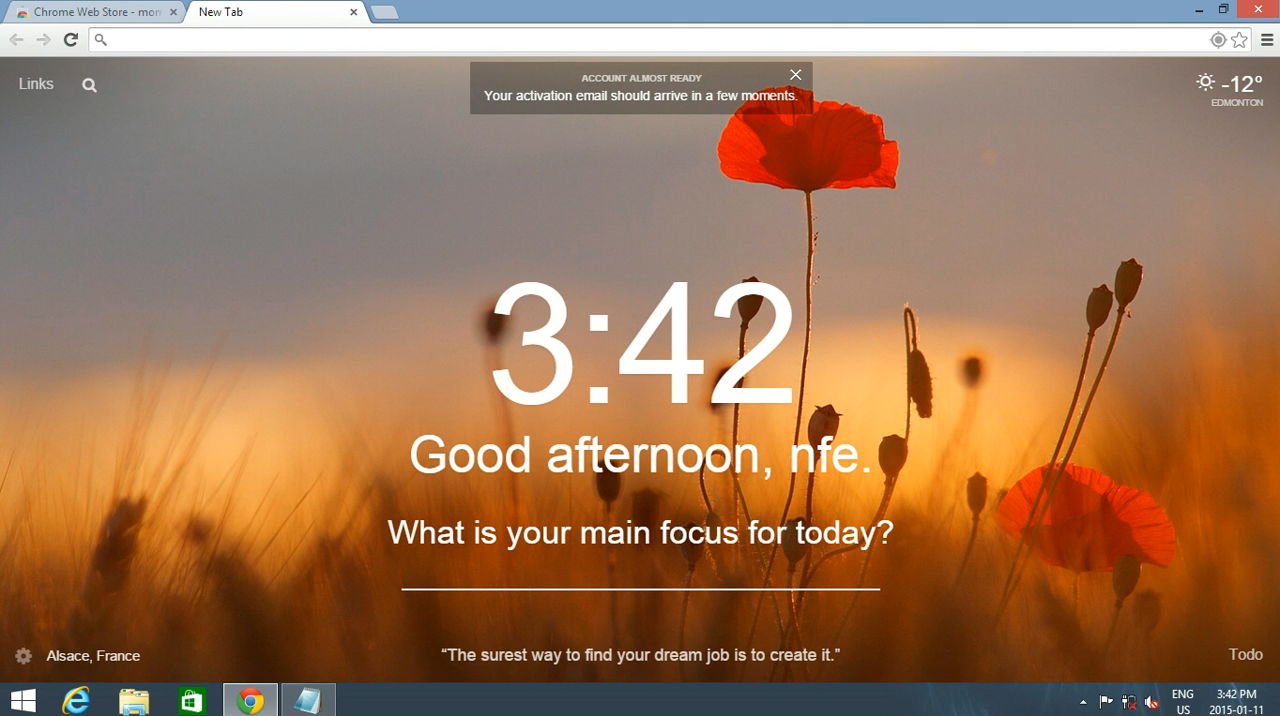 Chrome Web Store - mon
New Tab
Links
ACCOUNT ALMOST READY
Your activation email should arrive in a few moments.
-12°
EDMONTON
3:42
Good afternoon, nfe.
What is your main focus for today?
Alsace, France
“The surest way to find your dream job is to create it.”
Todo
ENG
US
3:42 PM
2015-01-11